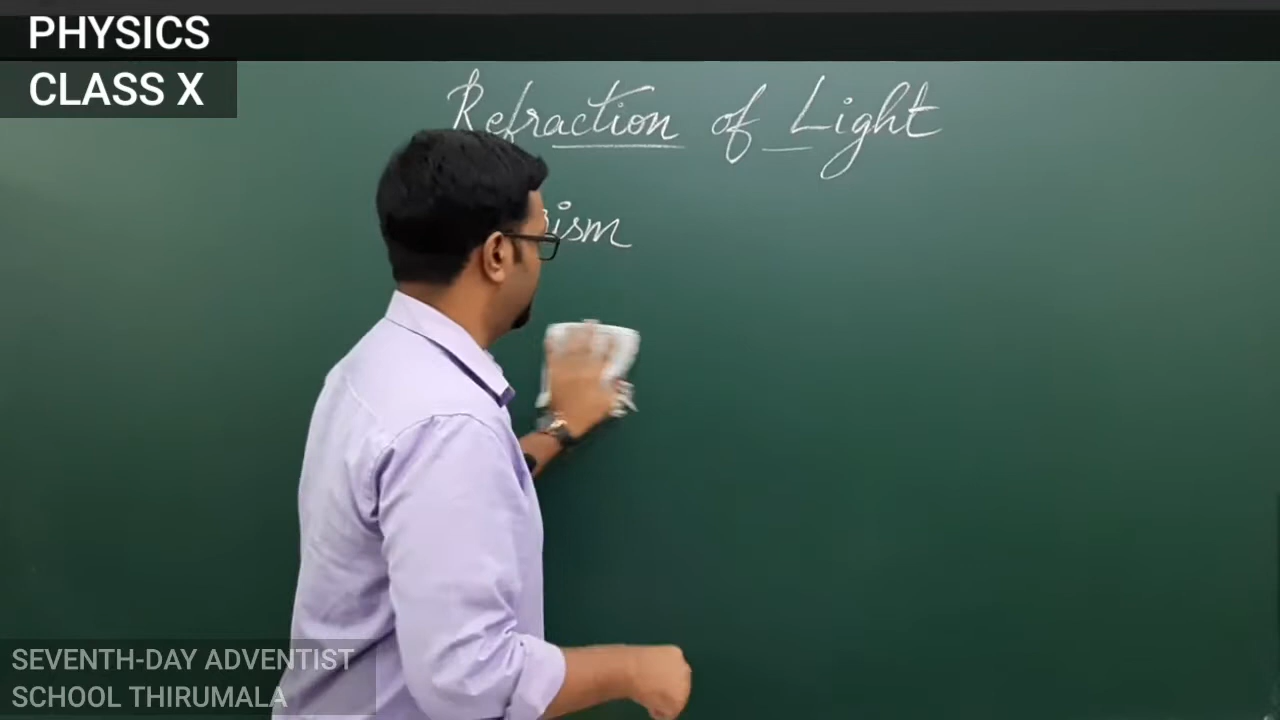 PHYSICS
CLASS X
Refraction of Light
SEVENTH-DAY ADVENTIST
SCHOOL THIRUMALA